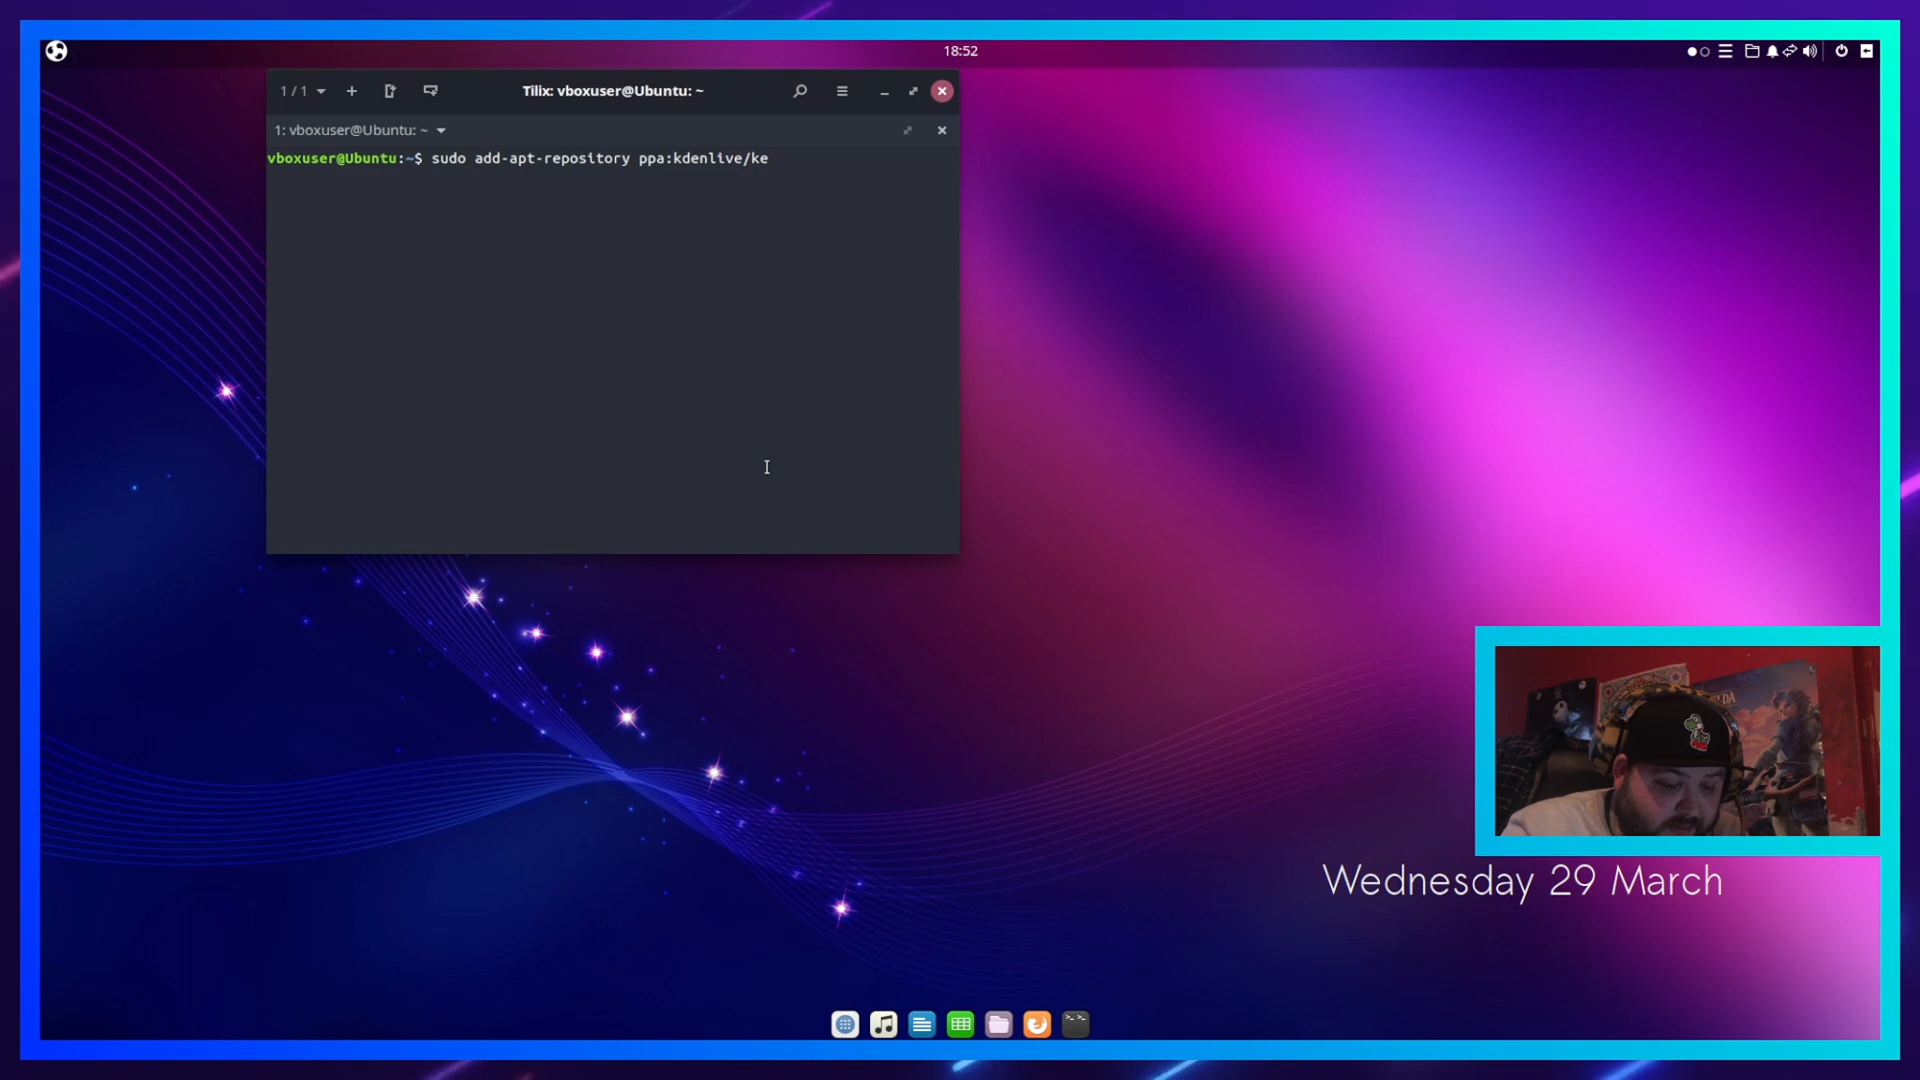 18:52
1 / 1
Tilix: vboxuser@Ubuntu: ~
1: vboxuser@Ubuntu: ~
vboxuser@Ubuntu:~$ sudo add-apt-repository ppa:kdenlive/ke
Wednesday 29 March